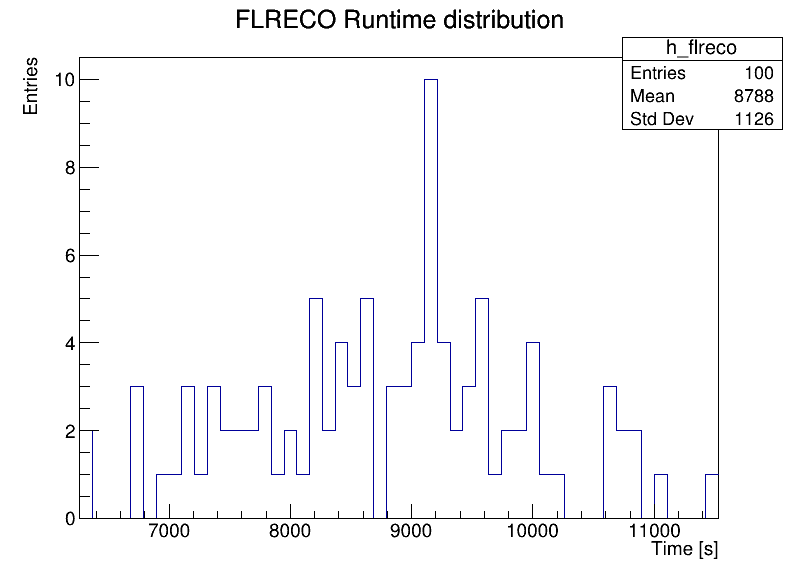 FLRECO Runtime distribution
h_flreco
Entries 100
Mean 8788
Std Dev 1126
Entries
10
8
6
4
2
0
7000 8000 9000 10000 11000
Time [s]